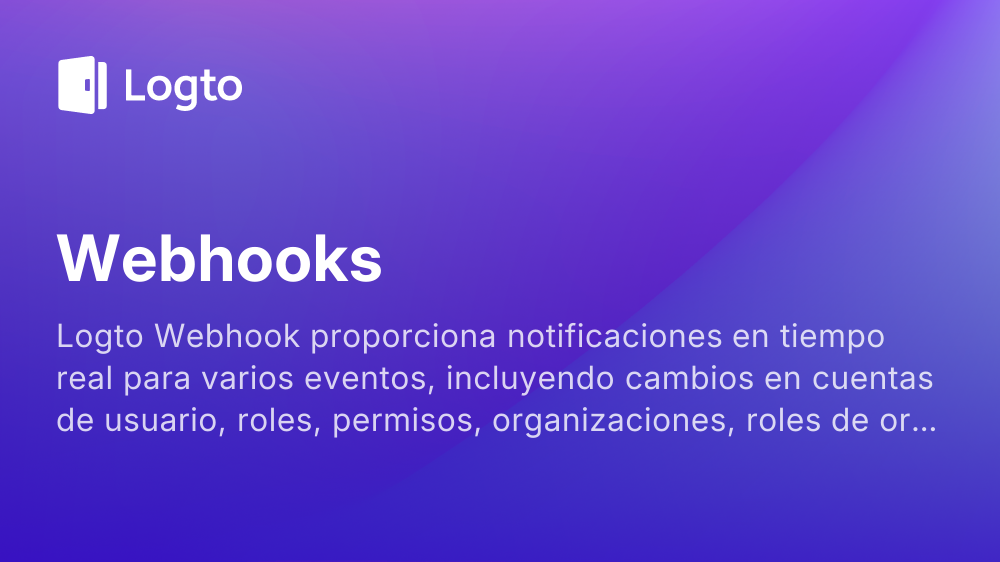 Logto
Webhooks
Logto Webhook proporciona notificaciones en tiempo
real para varios eventos, incluyendo cambios en cuentas
de usuario, roles, permisos, organizaciones, roles de or...